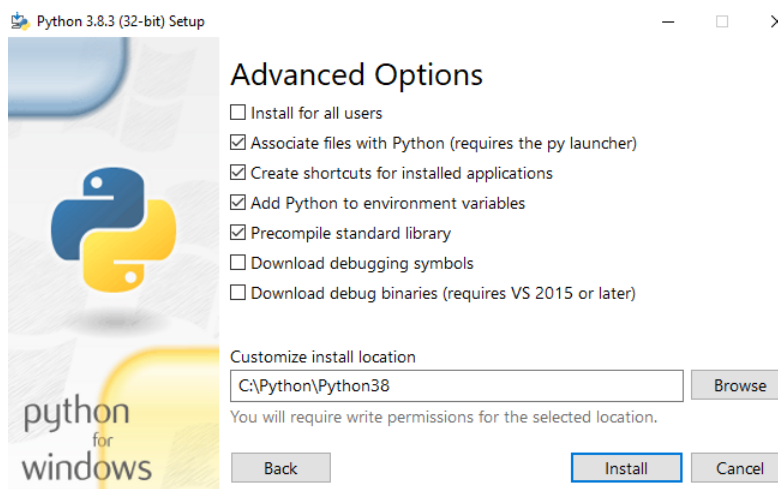 Python 3.8.3 (32-bit) Setup
Advanced Options
Install for all users
Associate files with Python (requires the py launcher)
Create shortcuts for installed applications
Add Python to environment variables
Precompile standard library
Download debugging symbols
Download debug binaries (requires VS 2015 or later)
Customize install location
C:\Python\Python38
Browse
You will require write permissions for the selected location.
python
for
windows
Back
Install
Cancel